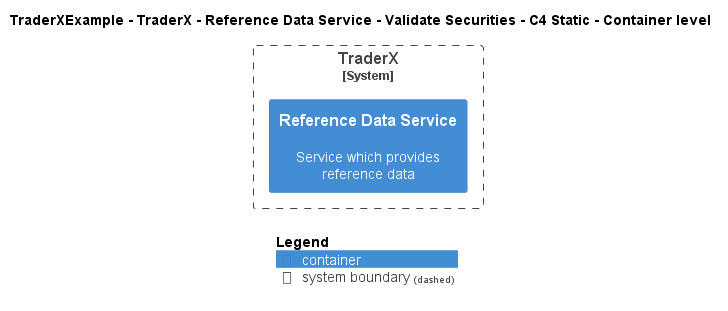 TraderXExample - TraderX - Reference Data Service - Validate Securities - C4 Static - Container level
TraderX
[System]
Reference Data Service
Service which provides
reference data
Legend
container
system boundary (dashed)